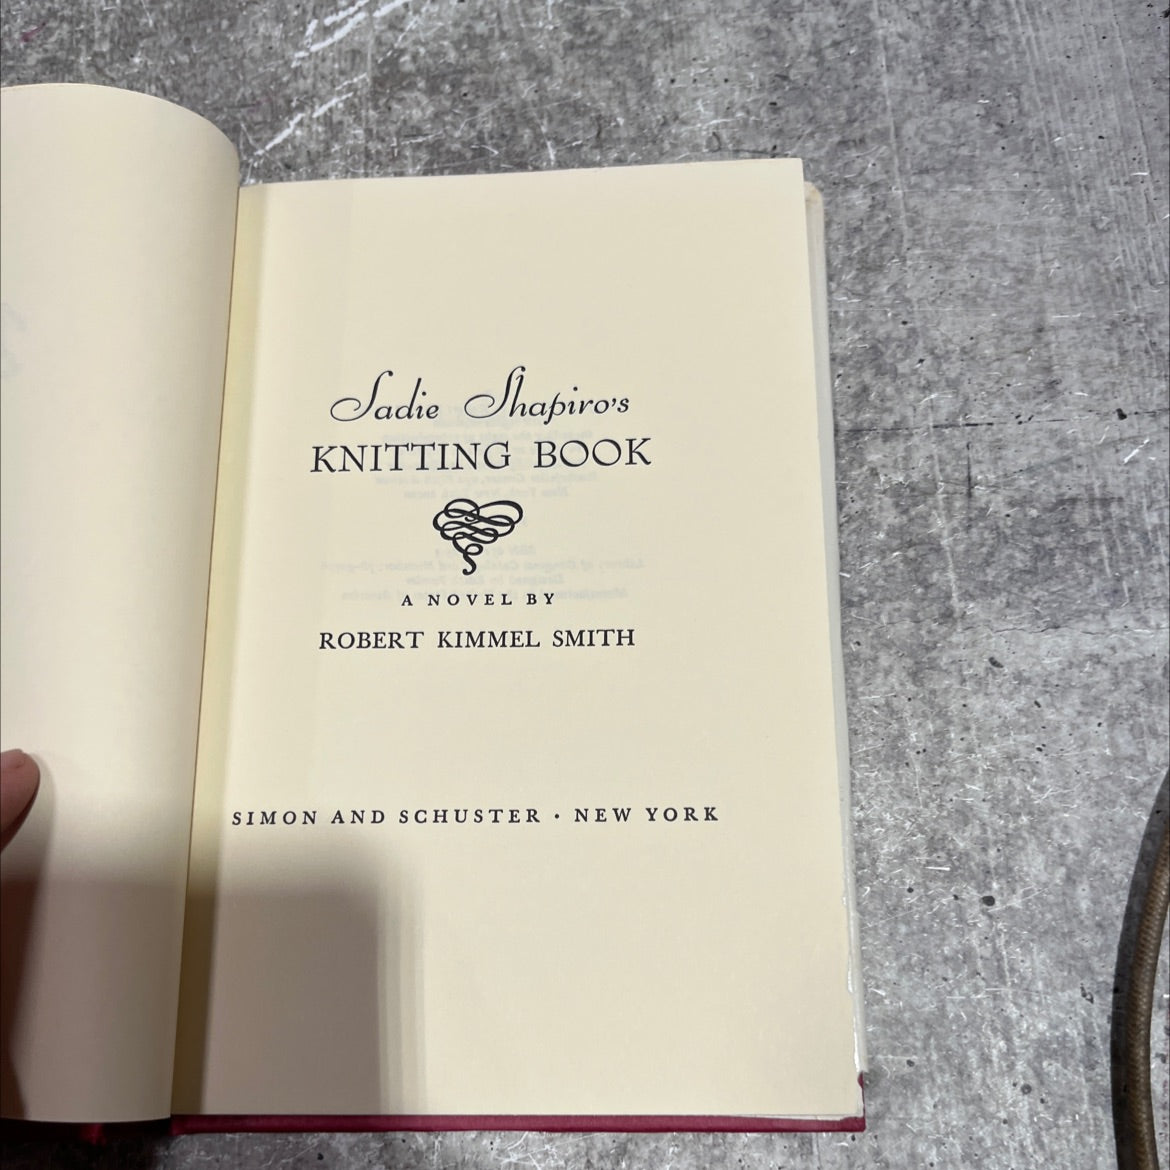 Sadie Shapiro's
KNITTING BOOK
A NOVEL BY
ROBERT KIMMEL SMITH
SIMON AND SCHUSTER · NEW YORK